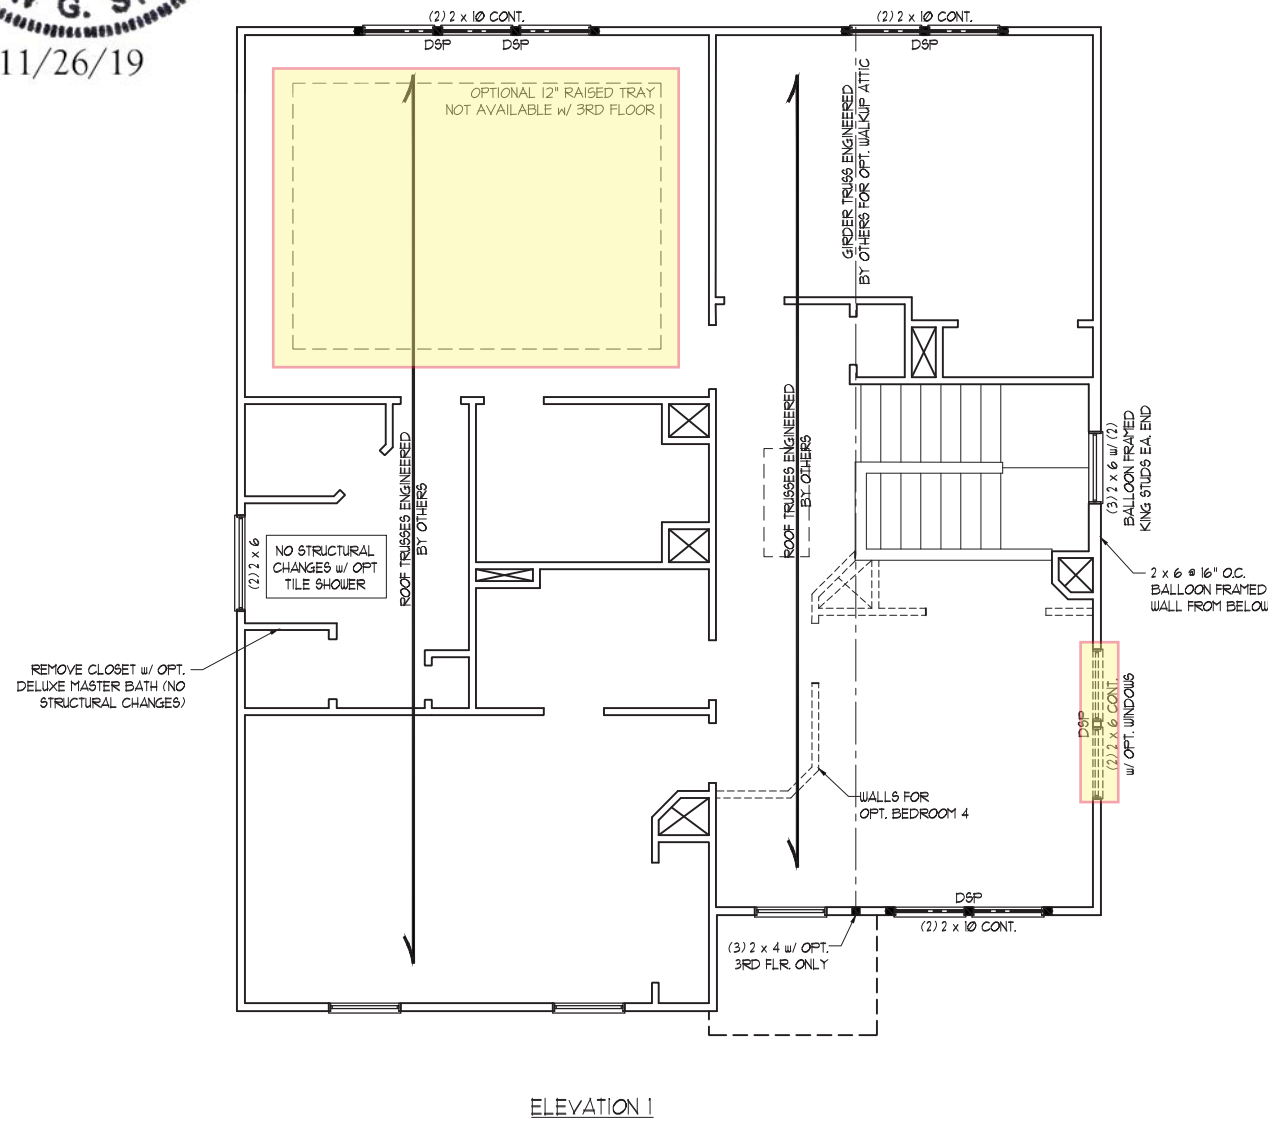 G. S
11/26/19
(2) 2 x 10 CONT.
DSP
DSP
(2) 2 x 10 CONT.
DSP
OPTIONAL 12" RAISED TRAY
NOT AVAILABLE w/ 3RD FLOOR
GIRDER TRUSS ENGINEERED
BY OTHERS FOR OPT. WALKUP ATTIC
ROOF TRUSSES ENGINEERED
BY OTHERS
ROOF TRUSSES ENGINEERED
BY OTHERS
(3) 2 x 6 w/ (2)
BALLOON FRAMED
KING STUDS EA. END
(2) 2 x 6
NO STRUCTURAL
CHANGES w/ OPT
TILE SHOWER
2 x 6 @ 16" O.C.
BALLOON FRAMED
WALL FROM BELOW
REMOVE CLOSET w/ OPT.
DELUXE MASTER BATH (NO
STRUCTURAL CHANGES)
DSP
(2) 2 x 6 CONT.
w/ OPT. WINDOWS
WALLS FOR
OPT. BEDROOM 4
DSP
(2) 2 x 10 CONT.
(3) 2 x 4 w/ OPT.
3RD FLR. ONLY
ELEVATION 1